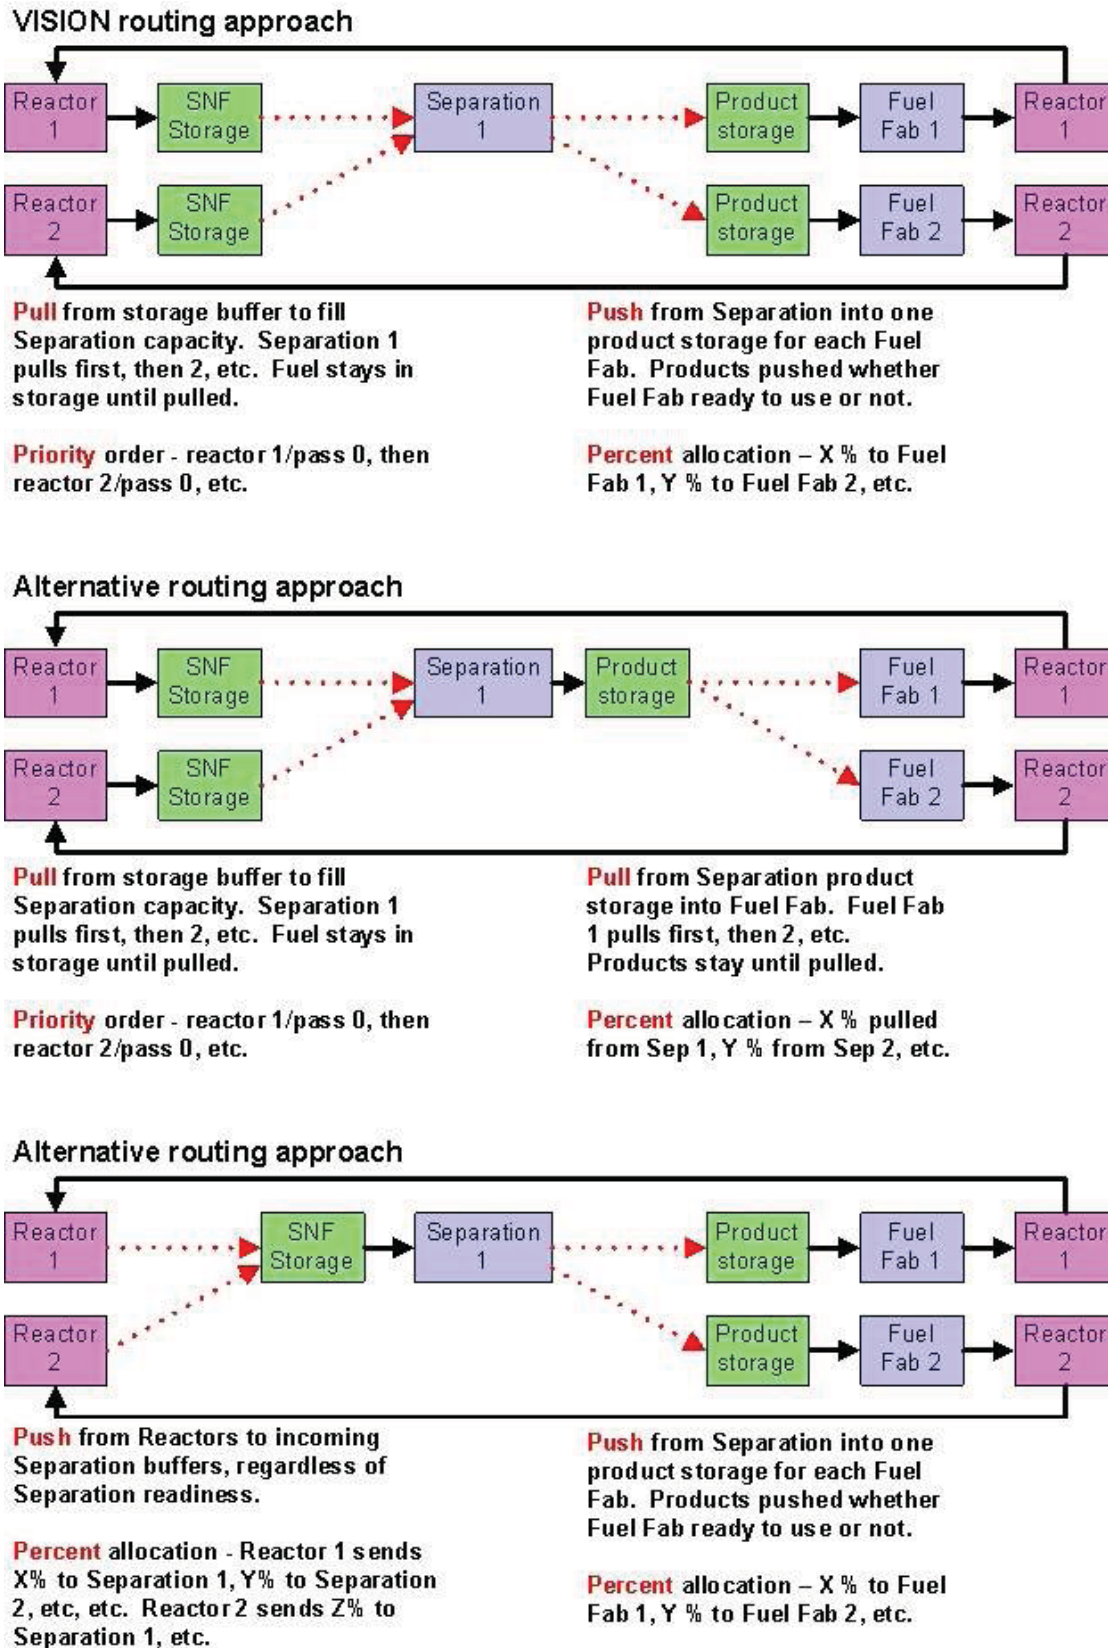 VISION routing approach
Reactor 1
SNF Storage
Separation 1
Product storage
Fuel Fab 1
Reactor 1
Reactor 2
SNF Storage
Product storage
Fuel Fab 2
Reactor 2
Pull from storage buffer to fill
Separation capacity. Separation 1
pulls first, then 2, etc. Fuel stays in
storage until pulled.
Priority order - reactor 1/pass 0, then
reactor 2/pass 0, etc.
Push from Separation into one
product storage for each Fuel
Fab. Products pushed whether
Fuel Fab ready to use or not.
Percent allocation – X % to Fuel
Fab 1, Y % to Fuel Fab 2, etc.
Alternative routing approach
Reactor 1
SNF Storage
Separation 1
Product storage
Fuel Fab 1
Reactor 1
Reactor 2
SNF Storage
Fuel Fab 2
Reactor 2
Pull from storage buffer to fill
Separation capacity. Separation 1
pulls first, then 2, etc. Fuel stays in
storage until pulled.
Priority order - reactor 1/pass 0, then
reactor 2/pass 0, etc.
Pull from Separation product
storage into Fuel Fab. Fuel Fab
1 pulls first, then 2, etc.
Products stay until pulled.
Percent allocation – X % pulled
from Sep 1, Y % from Sep 2, etc.
Alternative routing approach
Reactor 1
SNF Storage
Separation 1
Product storage
Fuel Fab 1
Reactor 1
Reactor 2
Product storage
Fuel Fab 2
Reactor 2
Push from Reactors to incoming
Separation buffers, regardless of
Separation readiness.
Percent allocation - Reactor 1 sends
X% to Separation 1, Y% to Separation
2, etc, etc. Reactor 2 sends Z% to
Separation 1, etc.
Push from Separation into one
product storage for each Fuel
Fab. Products pushed whether
Fuel Fab ready to use or not.
Percent allocation – X % to Fuel
Fab 1, Y % to Fuel Fab 2, etc.